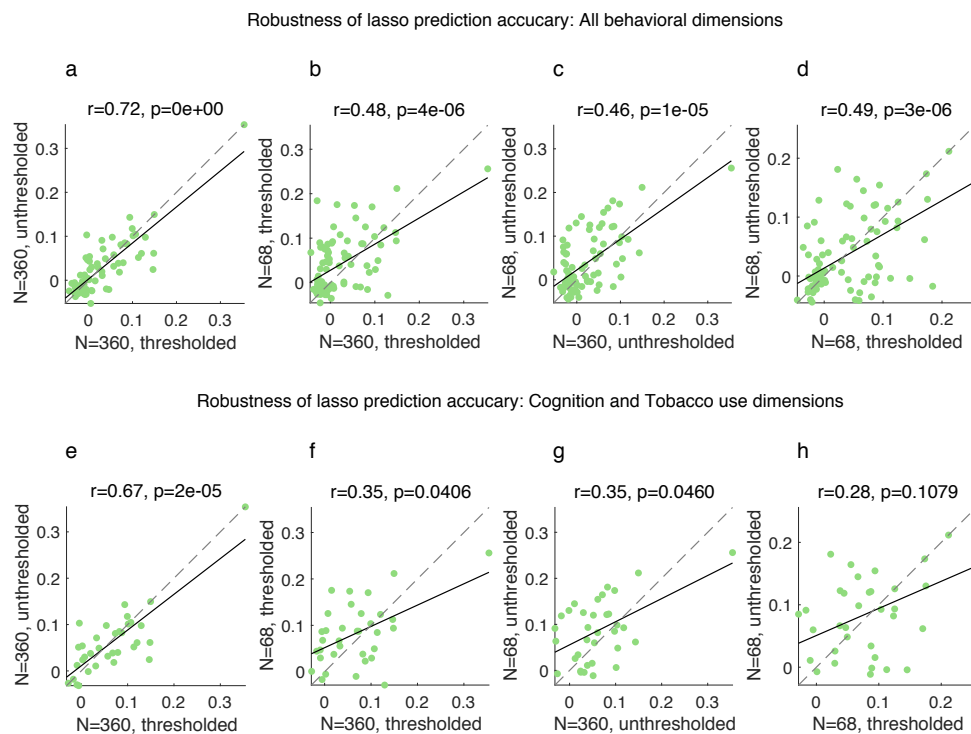 Robustness of lasso prediction accucary: All behavioral dimensions
a
b
c
d
r=0.72, p=0e+00
r=0.48, p=4e-06
r=0.46, p=1e-05
r=0.49, p=3e-06
N=360, unthresholded
0.3
0.2
0.1
0
0 0.1 0.2 0.3
N=360, thresholded
N=68, thresholded
0.3
0.2
0.1
0
0 0.1 0.2 0.3
N=360, thresholded
N=68, unthresholded
0.3
0.2
0.1
0
0 0.1 0.2 0.3
N=360, unthresholded
N=68, unthresholded
0.2
0.1
0
0 0.1 0.2
N=68, thresholded
Robustness of lasso prediction accucary: Cognition and Tobacco use dimensions
e
f
g
h
r=0.67, p=2e-05
r=0.35, p=0.0406
r=0.35, p=0.0460
r=0.28, p=0.1079
N=360, unthresholded
0.3
0.2
0.1
0
0 0.1 0.2 0.3
N=360, thresholded
N=68, thresholded
0.3
0.2
0.1
0
0 0.1 0.2 0.3
N=360, thresholded
N=68, unthresholded
0.3
0.2
0.1
0
0 0.1 0.2 0.3
N=360, unthresholded
N=68, unthresholded
0.2
0.1
0
0 0.1 0.2
N=68, thresholded